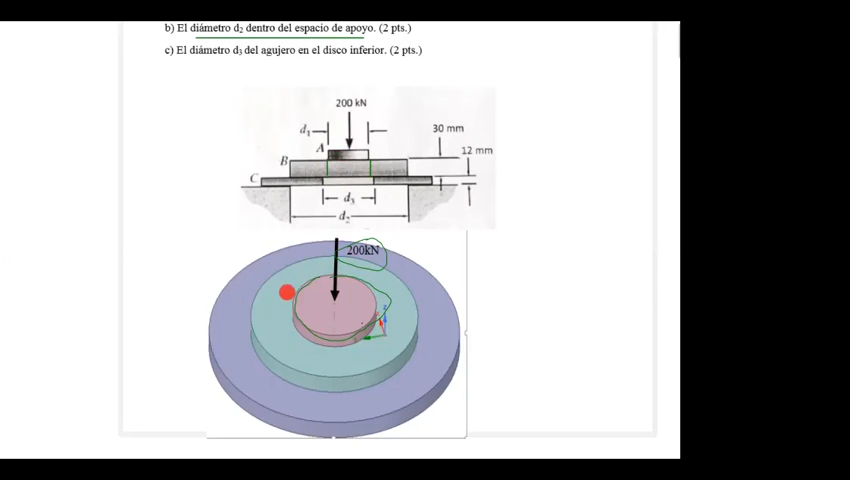 b) El diámetro d2 dentro del espacio de apoyo. (2 pts.)
c) El diámetro d3 del agujero en el disco inferior. (2 pts.)
200 kN
d1
30 mm
A
12 mm
B
C
d3
d2
200kN
z